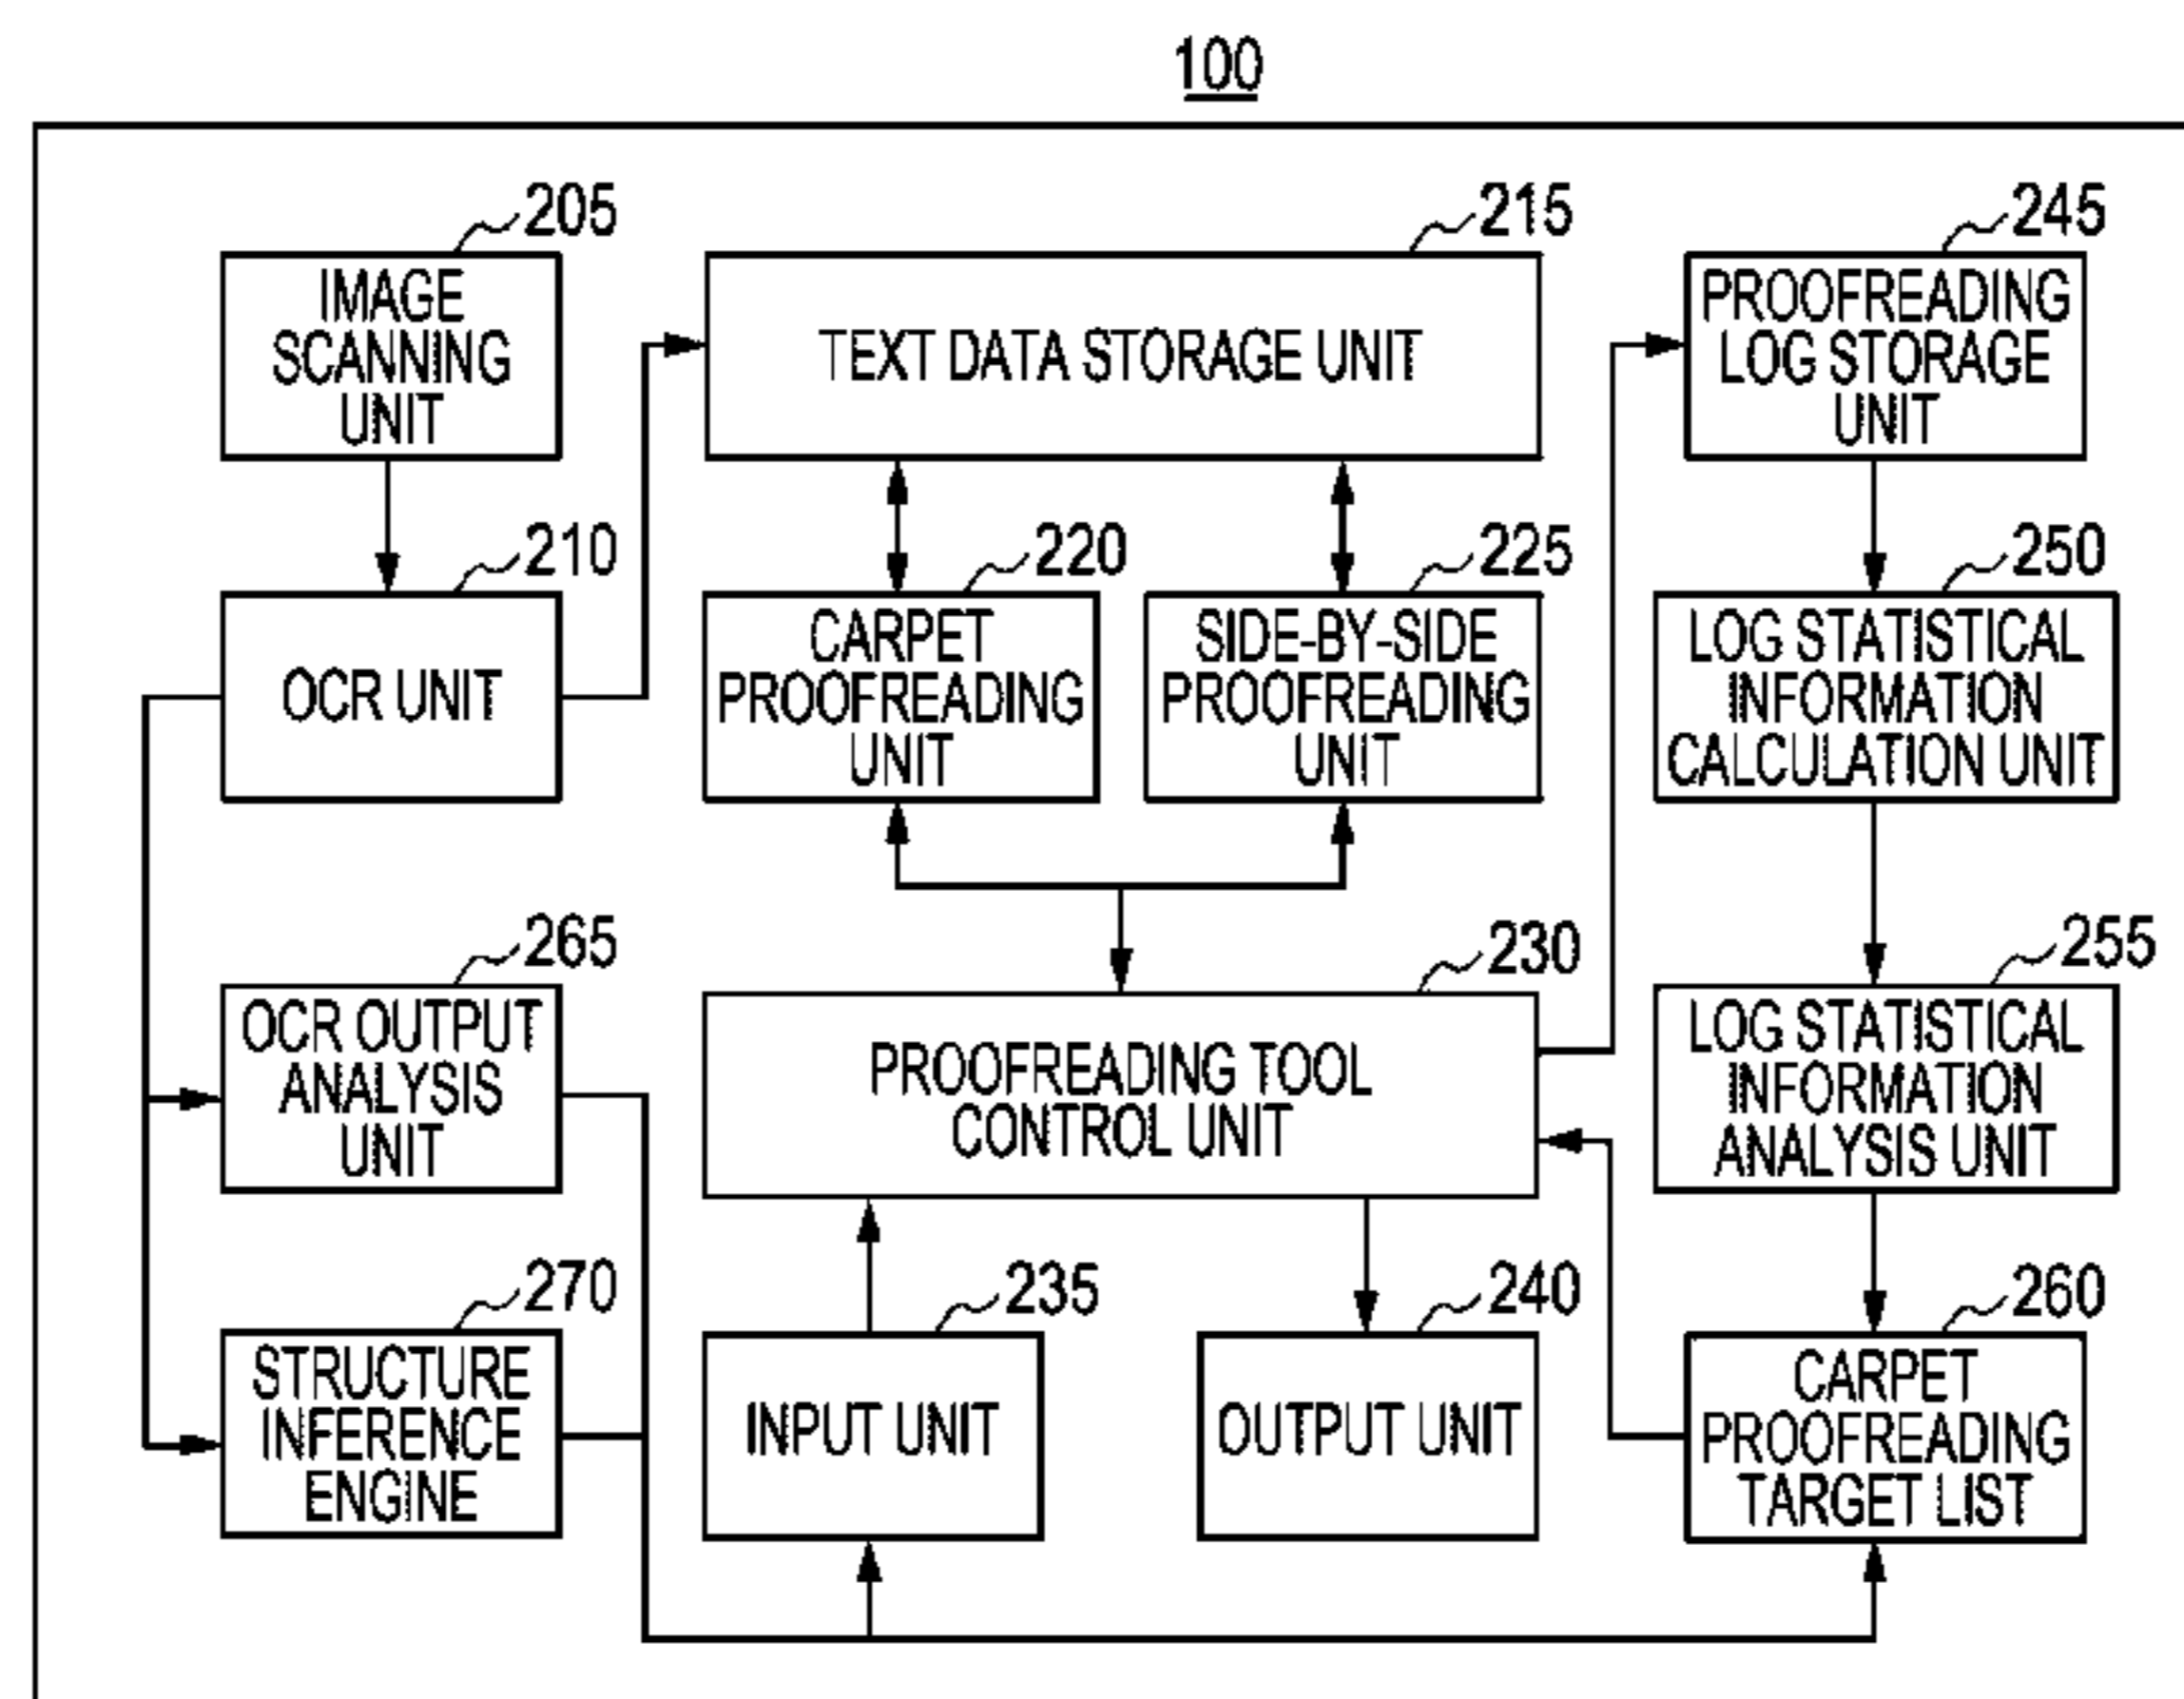 100
205
IMAGE
SCANNING
UNIT
215
TEXT DATA STORAGE UNIT
245
PROOFREADING
LOG STORAGE
UNIT
210
OCR UNIT
220
CARPET
PROOFREADING
UNIT
225
SIDE-BY-SIDE
PROOFREADING
UNIT
250
LOG STATISTICAL
INFORMATION
CALCULATION UNIT
265
OCR OUTPUT
ANALYSIS
UNIT
230
PROOFREADING TOOL
CONTROL UNIT
255
LOG STATISTICAL
INFORMATION
ANALYSIS UNIT
270
STRUCTURE
INFERENCE
ENGINE
235
INPUT UNIT
240
OUTPUT UNIT
260
CARPET
PROOFREADING
TARGET LIST